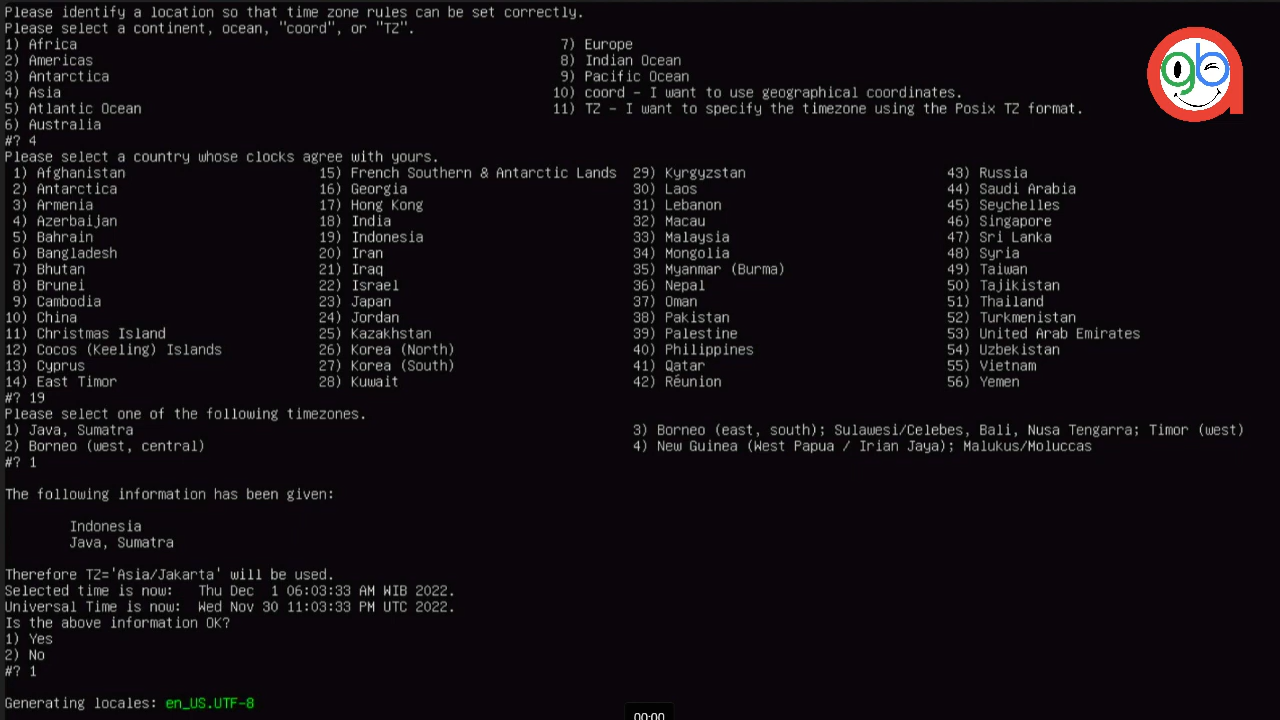 Please identify a location so that time zone rules can be set correctly.
Please select a continent, ocean, "coord", or "TZ".
1) Africa 7) Europe
2) Americas 8) Indian Ocean
3) Antarctica 9) Pacific Ocean
4) Asia 10) coord - I want to use geographical coordinates.
5) Atlantic Ocean 11) TZ - I want to specify the timezone using the Posix TZ format.
6) Australia
#? 4
Please select a country whose clocks agree with yours.
1) Afghanistan 15) French Southern & Antarctic Lands 29) Kyrgyzstan 43) Russia
2) Antarctica 16) Georgia 30) Laos 44) Saudi Arabia
3) Armenia 17) Hong Kong 31) Lebanon 45) Seychelles
4) Azerbaijan 18) India 32) Macau 46) Singapore
5) Bahrain 19) Indonesia 33) Malaysia 47) Sri Lanka
6) Bangladesh 20) Iran 34) Mongolia 48) Syria
7) Bhutan 21) Iraq 35) Myanmar (Burma) 49) Taiwan
8) Brunei 22) Israel 36) Nepal 50) Tajikistan
9) Cambodia 23) Japan 37) Oman 51) Thailand
10) China 24) Jordan 38) Pakistan 52) Turkmenistan
11) Christmas Island 25) Kazakhstan 39) Palestine 53) United Arab Emirates
12) Cocos (Keeling) Islands 26) Korea (North) 40) Philippines 54) Uzbekistan
13) Cyprus 27) Korea (South) 41) Qatar 55) Vietnam
14) East Timor 28) Kuwait 42) Réunion 56) Yemen
#? 19
Please select one of the following timezones.
1) Java, Sumatra 3) Borneo (east, south); Sulawesi/Celebes, Bali, Nusa Tengarra; Timor (west)
2) Borneo (west, central) 4) New Guinea (West Papua / Irian Jaya); Malukus/Moluccas
#? 1
The following information has been given:
Indonesia
Java, Sumatra
Therefore TZ='Asia/Jakarta' will be used.
Selected time is now: Thu Dec 1 06:03:33 AM WIB 2022.
Universal Time is now: Wed Nov 30 11:03:33 PM UTC 2022.
Is the above information OK?
1) Yes
2) No
#? 1
Generating locales: en_US.UTF-8
00:00
gb